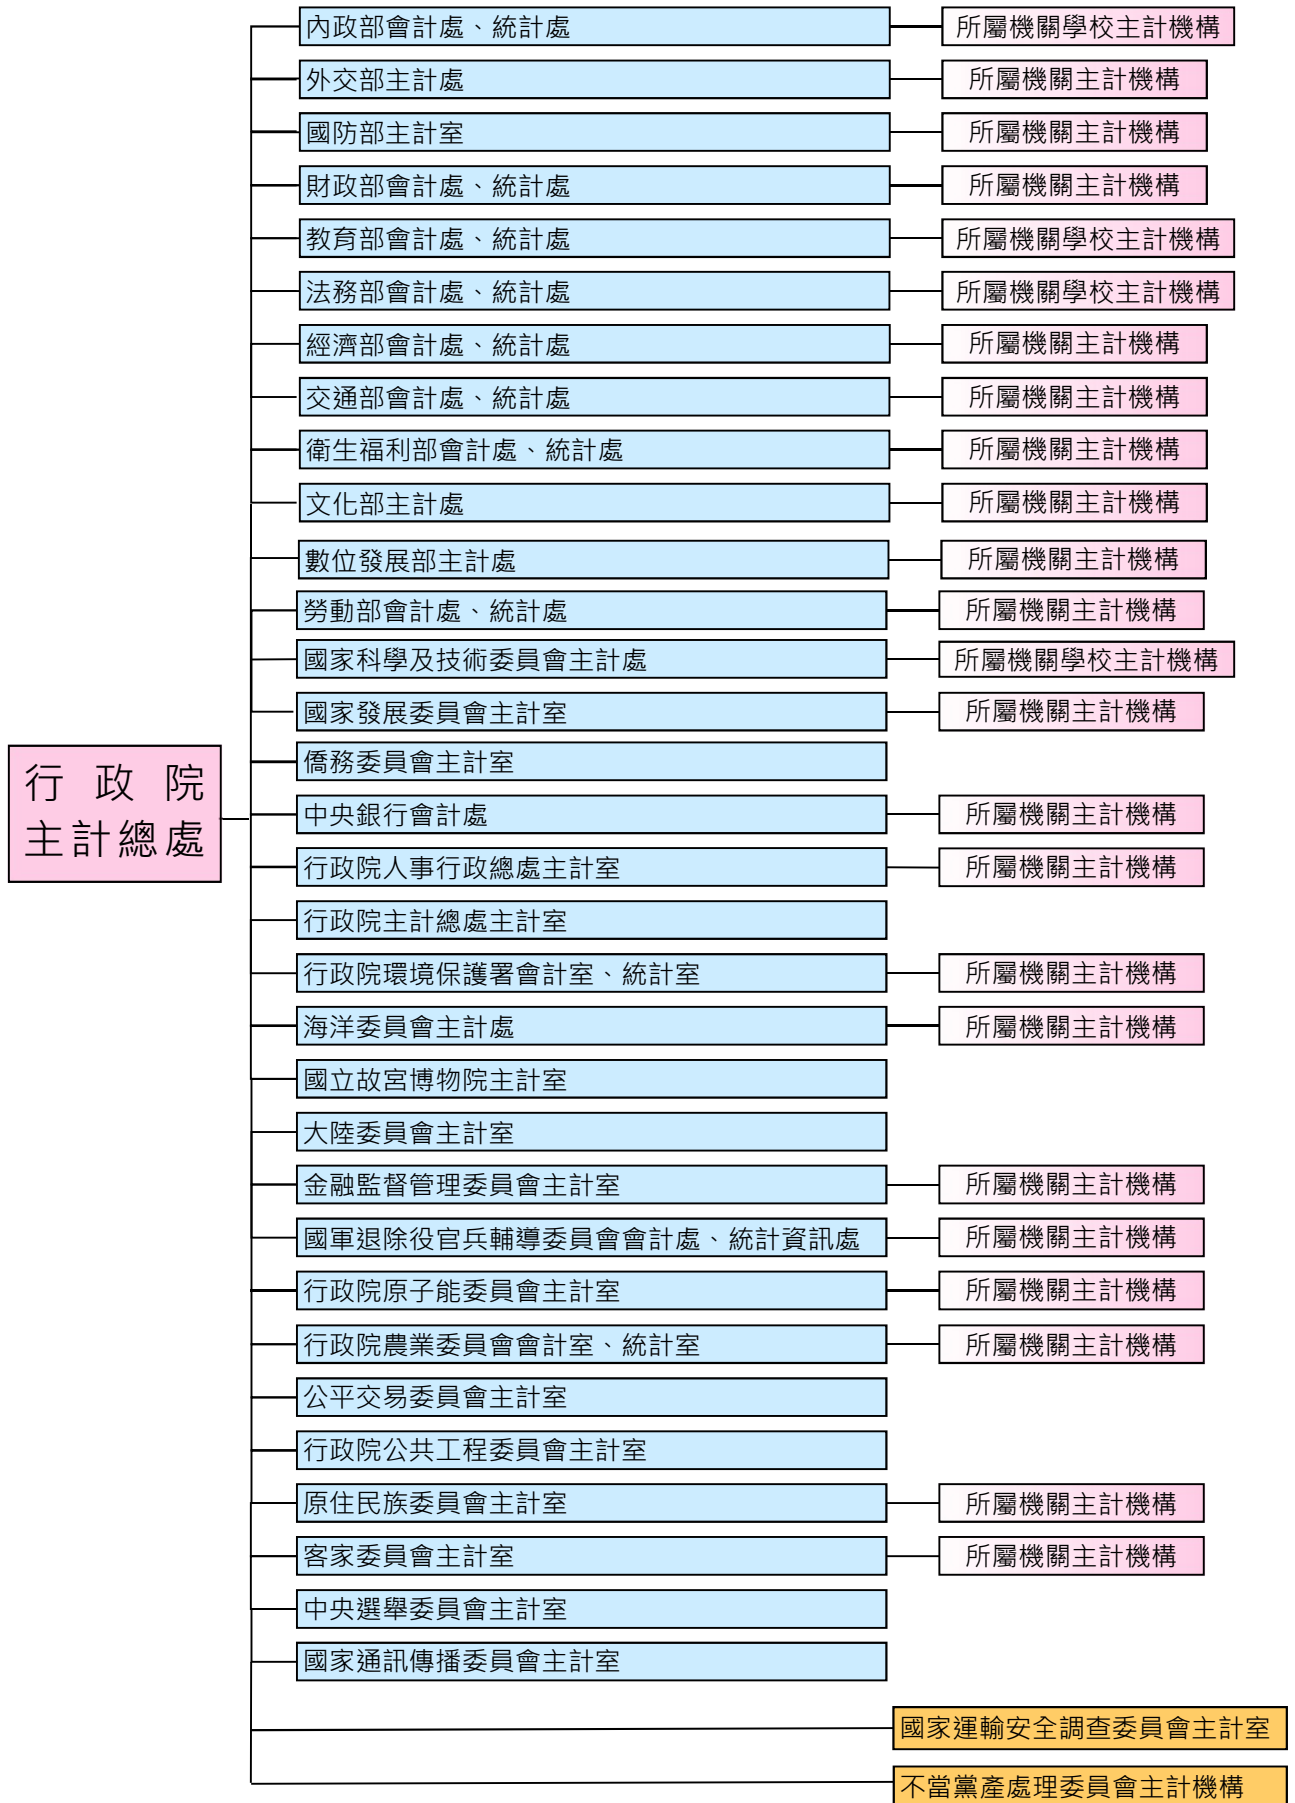 行政院
主計總處
內政部會計處、統計處
所屬機關學校主計機構
外交部主計處
所屬機關主計機構
國防部主計室
所屬機關主計機構
財政部會計處、統計處
所屬機關主計機構
教育部會計處、統計處
所屬機關學校主計機構
法務部會計處、統計處
所屬機關學校主計機構
經濟部會計處、統計處
所屬機關主計機構
交通部會計處、統計處
所屬機關主計機構
衛生福利部會計處、統計處
所屬機關主計機構
文化部主計處
所屬機關主計機構
數位發展部主計處
所屬機關主計機構
勞動部會計處、統計處
所屬機關主計機構
國家科學及技術委員會主計處
所屬機關學校主計機構
國家發展委員會主計室
所屬機關主計機構
僑務委員會主計室
中央銀行會計處
所屬機關主計機構
行政院人事行政總處主計室
所屬機關主計機構
行政院主計總處主計室
行政院環境保護署會計室、統計室
所屬機關主計機構
海洋委員會主計處
所屬機關主計機構
國立故宮博物院主計室
大陸委員會主計室
金融監督管理委員會主計室
所屬機關主計機構
國軍退除役官兵輔導委員會會計處、統計資訊處
所屬機關主計機構
行政院原子能委員會主計室
所屬機關主計機構
行政院農業委員會會計室、統計室
所屬機關主計機構
公平交易委員會主計室
行政院公共工程委員會主計室
原住民族委員會主計室
所屬機關主計機構
客家委員會主計室
所屬機關主計機構
中央選舉委員會主計室
國家通訊傳播委員會主計室
國家運輸安全調查委員會主計室
不當黨產處理委員會主計機構